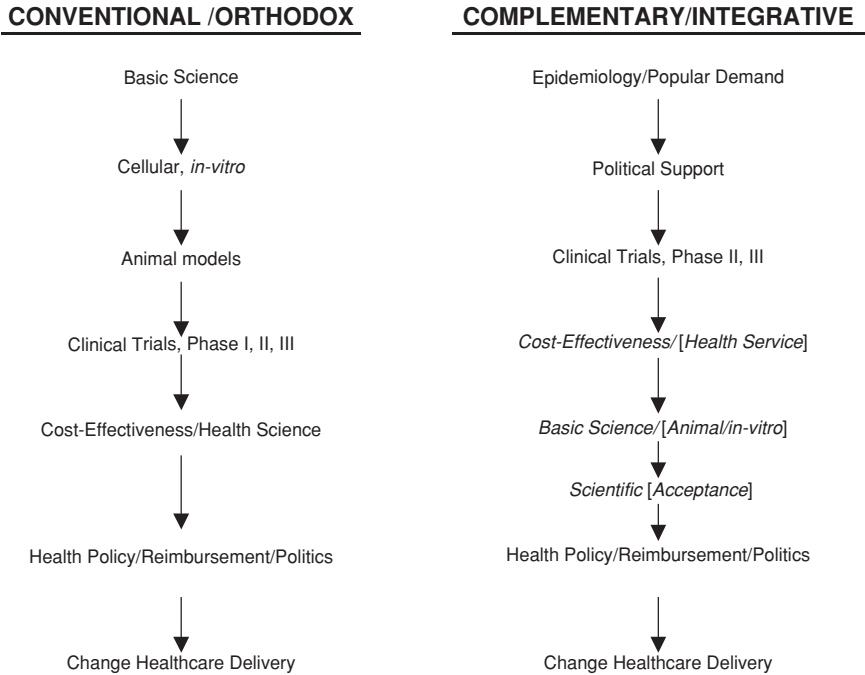 CONVENTIONAL /ORTHODOX
Basic Science
Cellular, in-vitro
Animal models
Clinical Trials, Phase I, II, III
Cost-Effectiveness/Health Science
Health Policy/Reimbursement/Politics
Change Healthcare Delivery
COMPLEMENTARY/INTEGRATIVE
Epidemiology/Popular Demand
Political Support
Clinical Trials, Phase II, III
Cost-Effectiveness/[Health Service]
Basic Science/[Animal/in-vitro]
Scientific [Acceptance]
Health Policy/Reimbursement/Politics
Change Healthcare Delivery